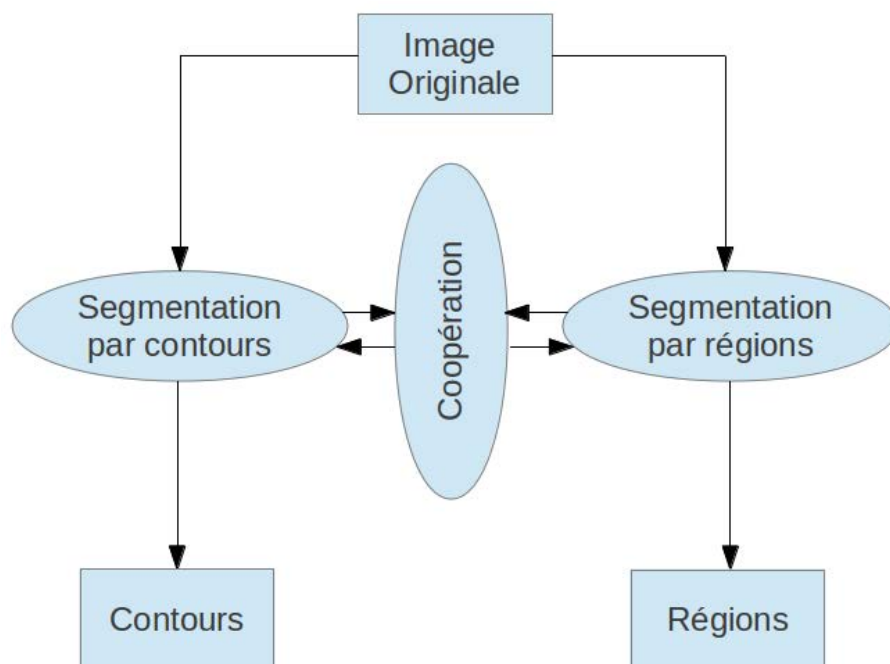 Image
Originale
Segmentation
par contours
Coopération
Segmentation
par régions
Contours
Régions